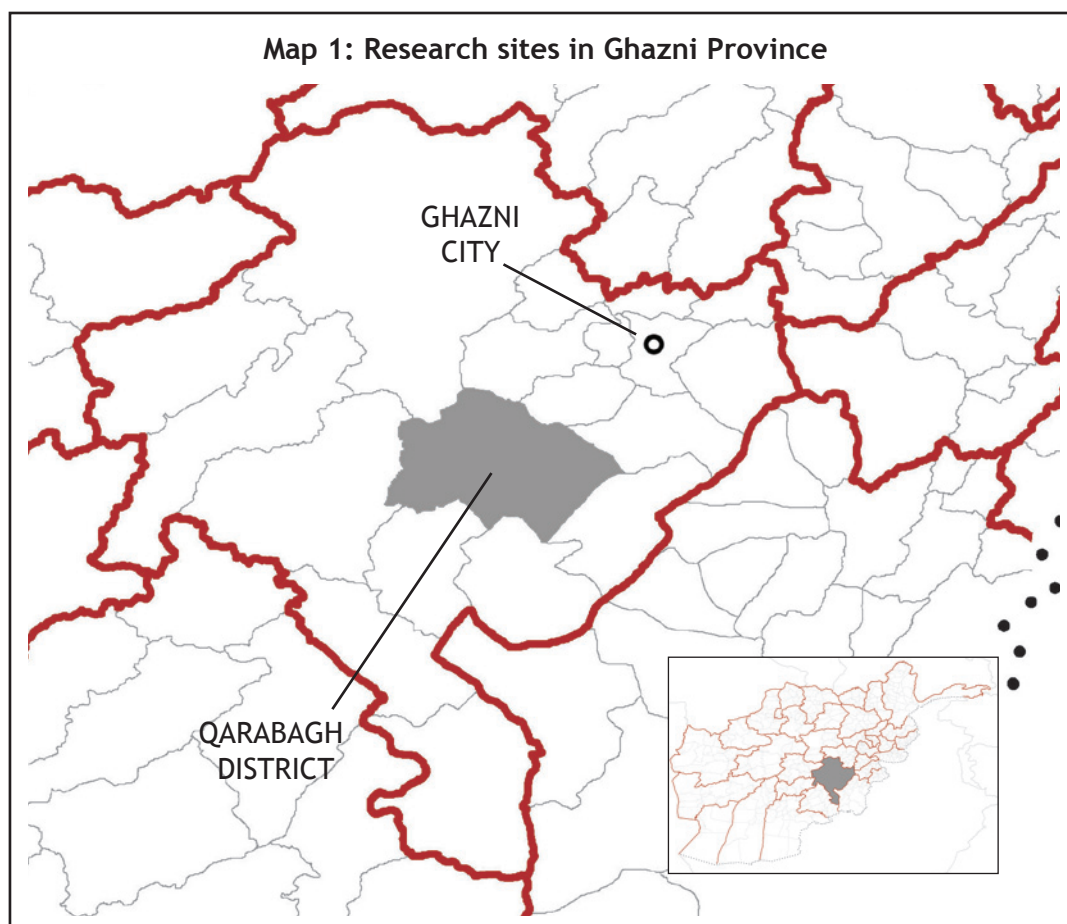 Map 1: Research sites in Ghazni Province
GHAZNI
CITY
QARABAGH
DISTRICT